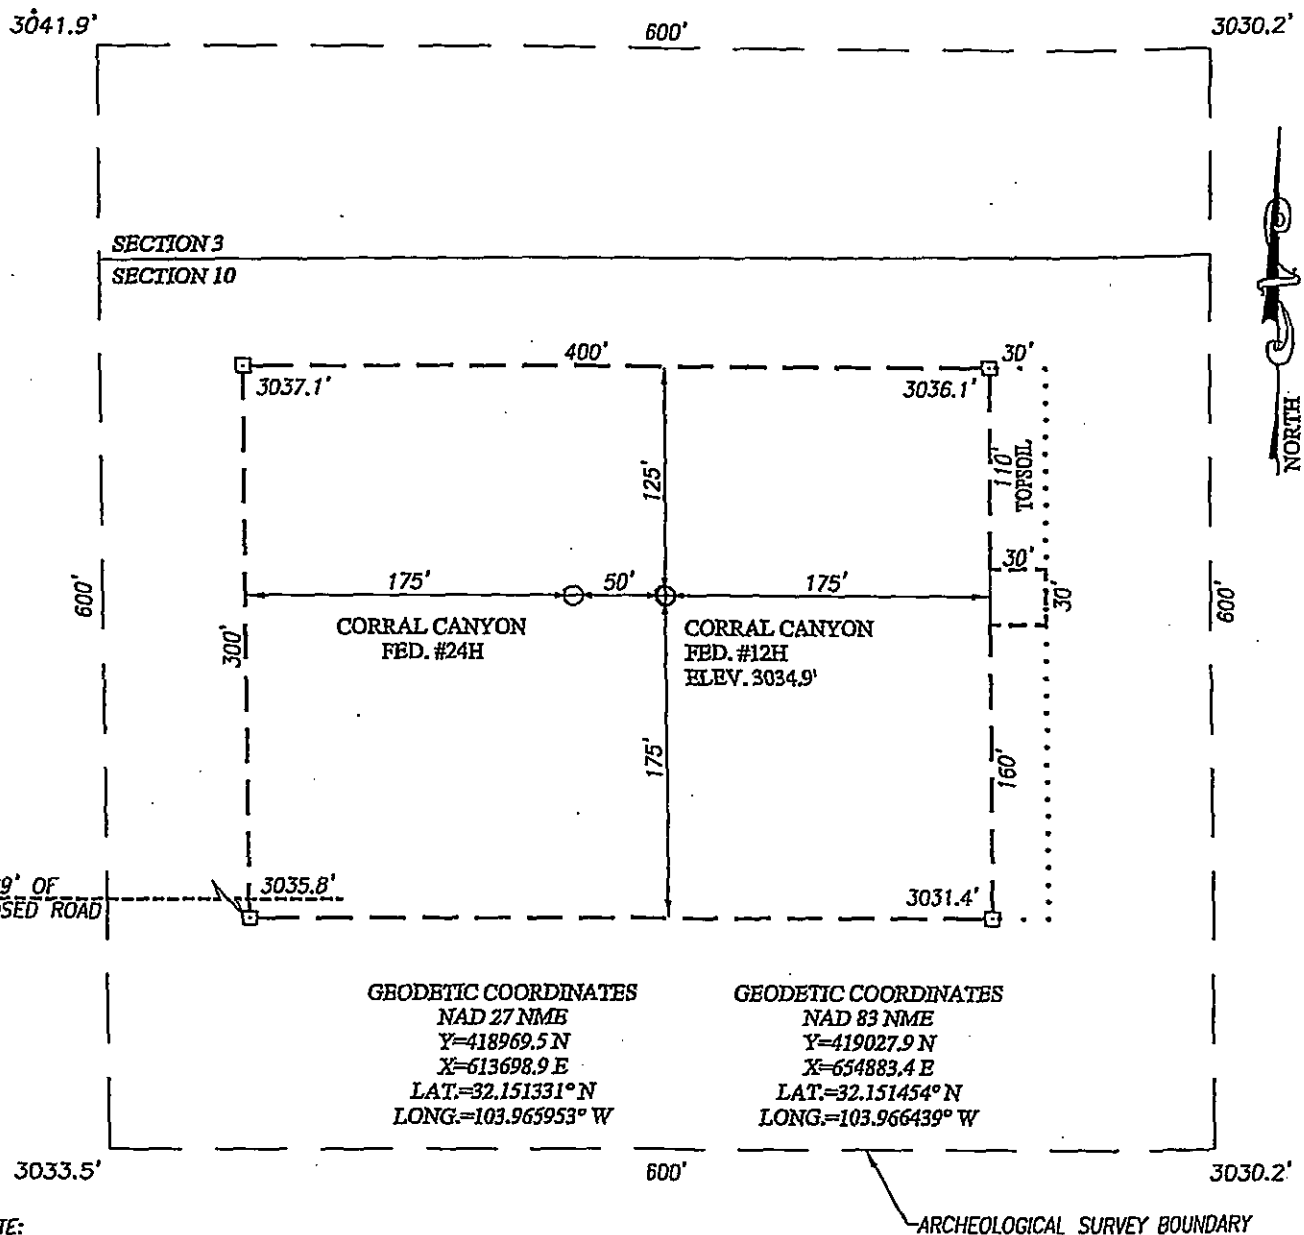 3041.9'
600'
3030.2'
SECTION 3
SECTION 10
NORTH
400'
30'
3037.1'
3036.1'
110'
TOPSOIL
125'
30'
30'
600'
300'
175'
50'
175'
600'
CORRAL CANYON
FED. #24H
CORRAL CANYON
FED. #12H
ELEV. 3034.9'
175'
160'
9' OF
SED ROAD
3035.8'
3031.4'
GEODETIC COORDINATES
NAD 27 NME
Y=418969.5 N
X=613698.9 E
LAT.=32.151331° N
LONG.=103.965953° W
GEODETIC COORDINATES
NAD 83 NME
Y=419027.9 N
X=654883.4 E
LAT.=32.151454° N
LONG.=103.966439° W
3033.5'
600'
3030.2'
TE:
ARCHEOLOGICAL SURVEY BOUNDARY